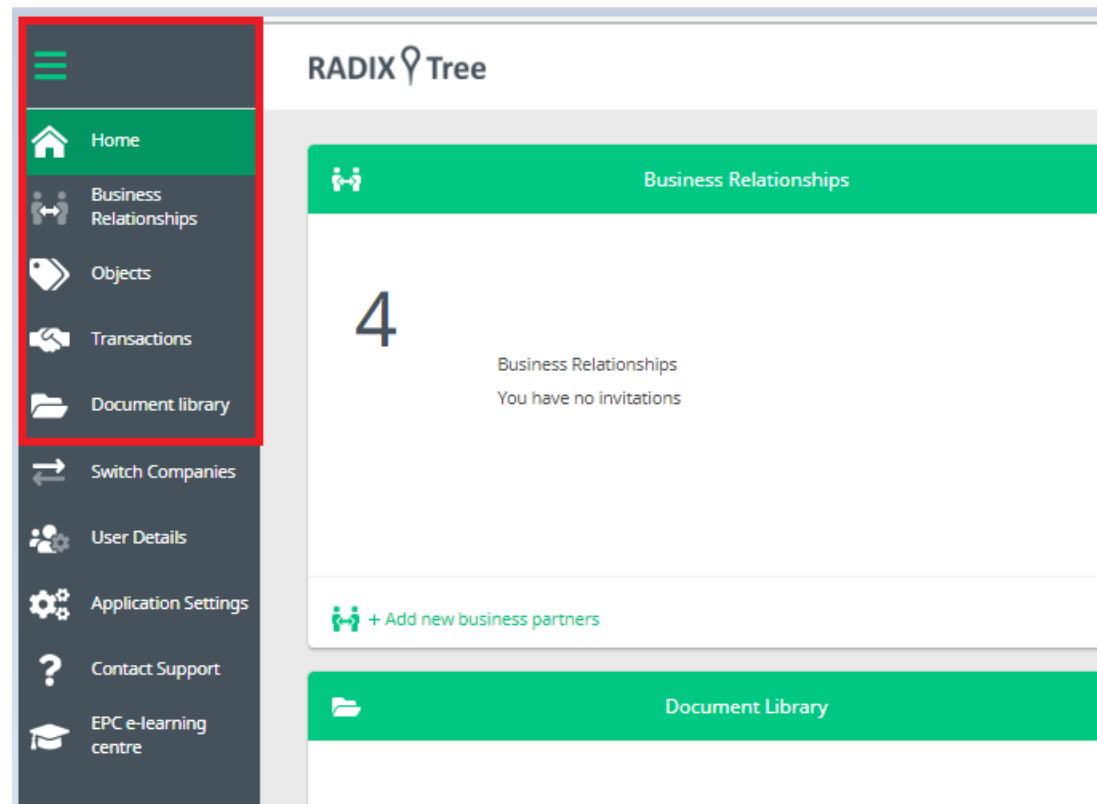 RADIX Tree
Home
Business
Relationships
Objects
Transactions
Document library
Switch Companies
User Details
Application Settings
Contact Support
EPC e-learning
centre
Business Relationships
4
Business Relationships
You have no invitations
+ Add new business partners
Document Library